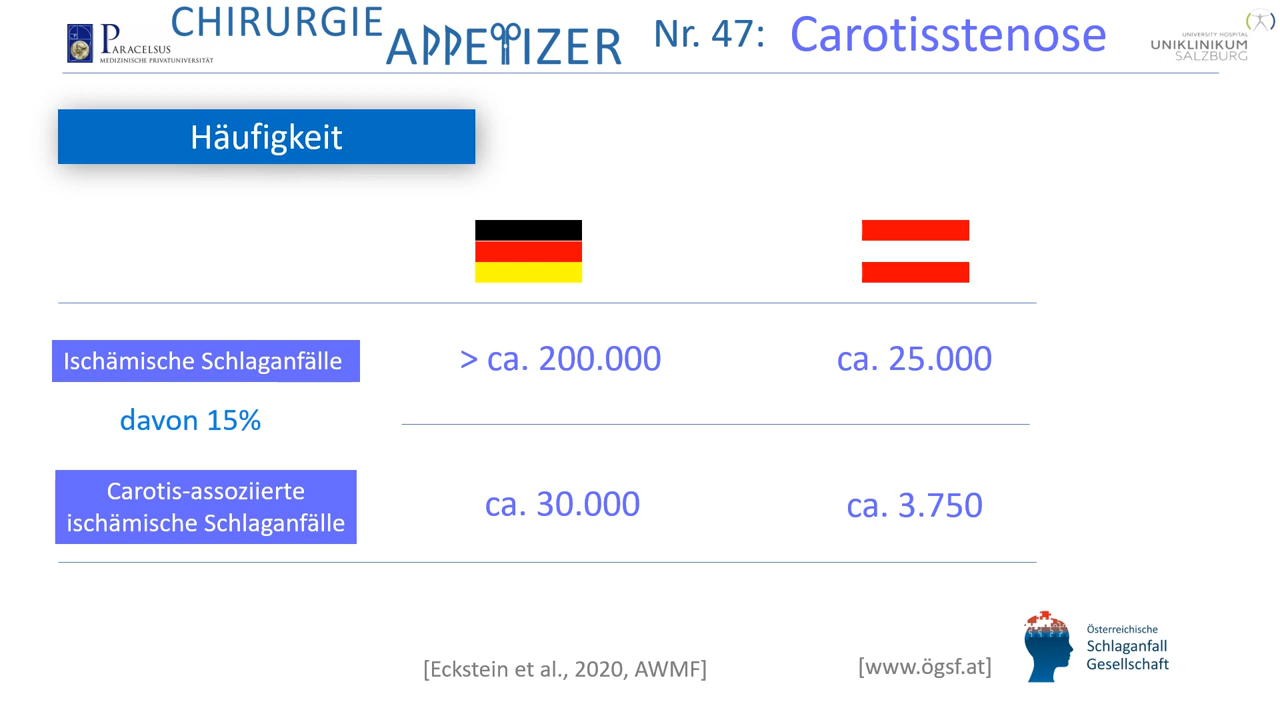 PARACELSUS
MEDIZINISCHE PRIVATUNIVERSITÄT
CHIRURGIE
APPETIZER
Nr. 47: Carotisstenose
UNIVERSITY HOSPITAL
UNIKLINIKUM
SALZBURG
Häufigkeit
Ischämische Schlaganfälle
> ca. 200.000
ca. 25.000
davon 15%
Carotis-assoziierte
ischämische Schlaganfälle
ca. 30.000
ca. 3.750
[Eckstein et al., 2020, AWMF]
[www.ögsf.at]
Österreichische
Schlaganfall
Gesellschaft